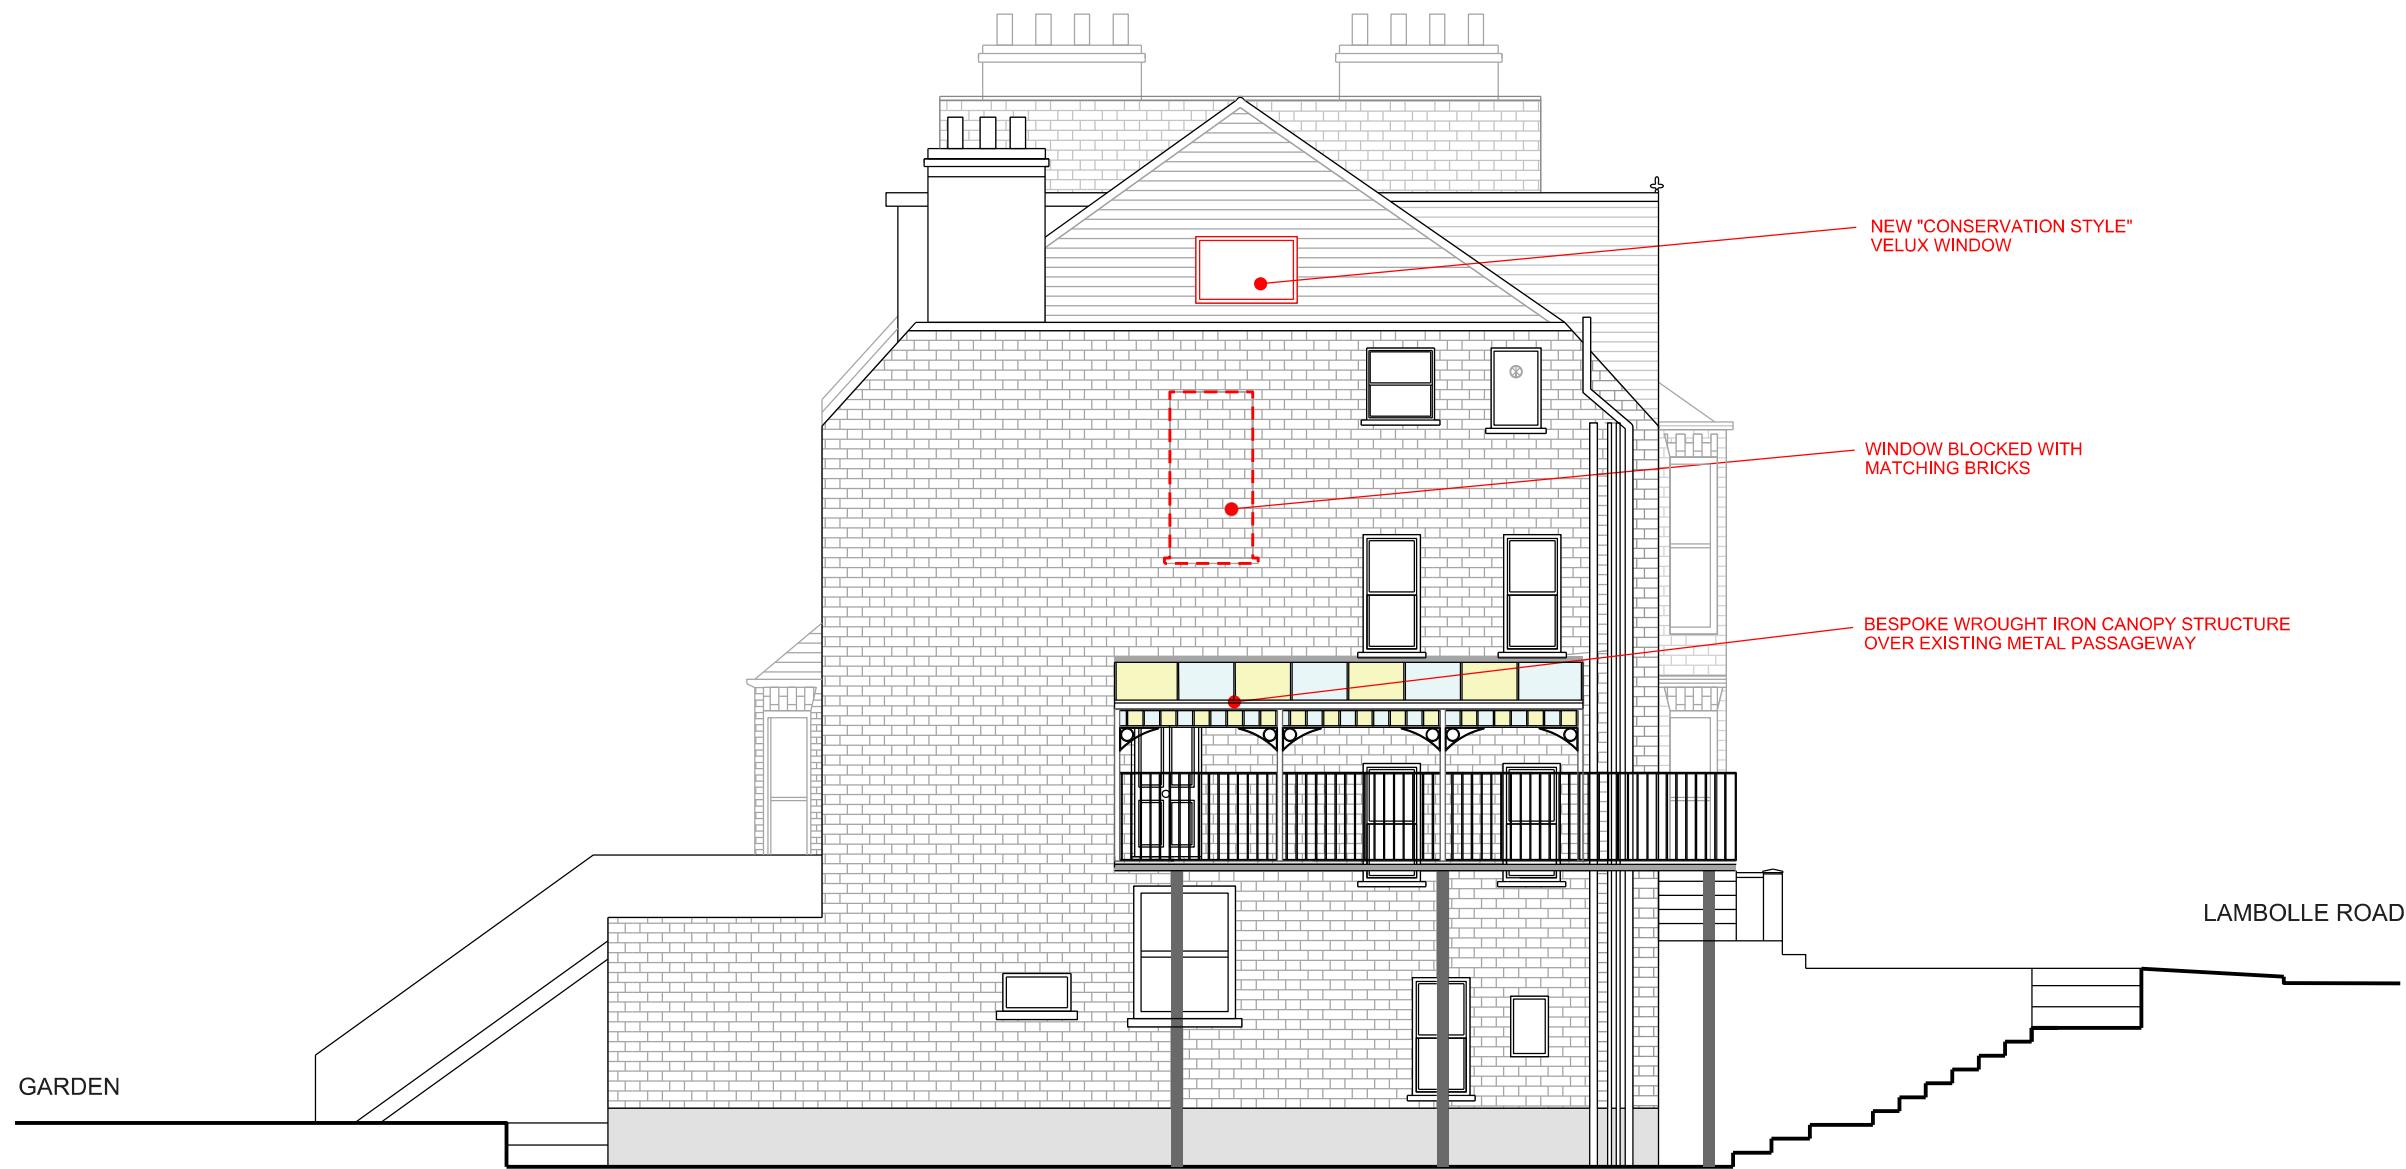 NEW "CONSERVATION STYLE"
VELUX WINDOW
WINDOW BLOCKED WITH
MATCHING BRICKS
BESPOKE WROUGHT IRON CANOPY STRUCTURE
OVER EXISTING METAL PASSAGEWAY
LAMBOLLE ROAD
GARDEN